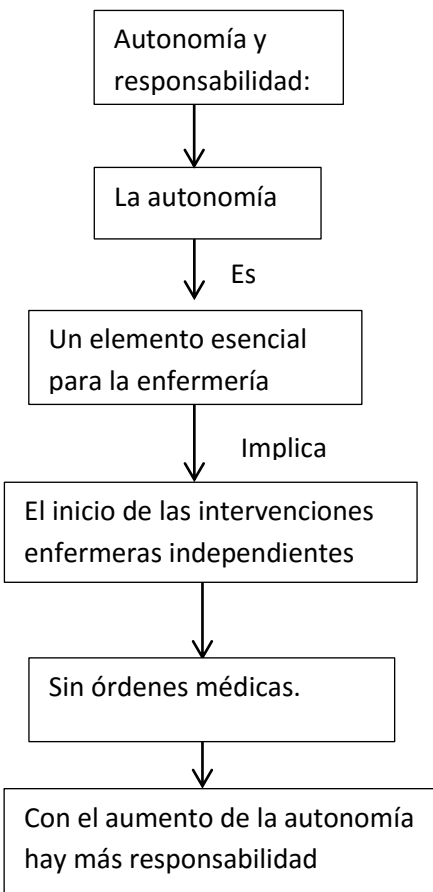 Autonomía y
responsabilidad:
La autonomía
Es
Un elemento esencial
para la enfermería
Implica
El inicio de las intervenciones
enfermeras independientes
Sin órdenes médicas.
Con el aumento de la autonomía
hay más responsabilidad